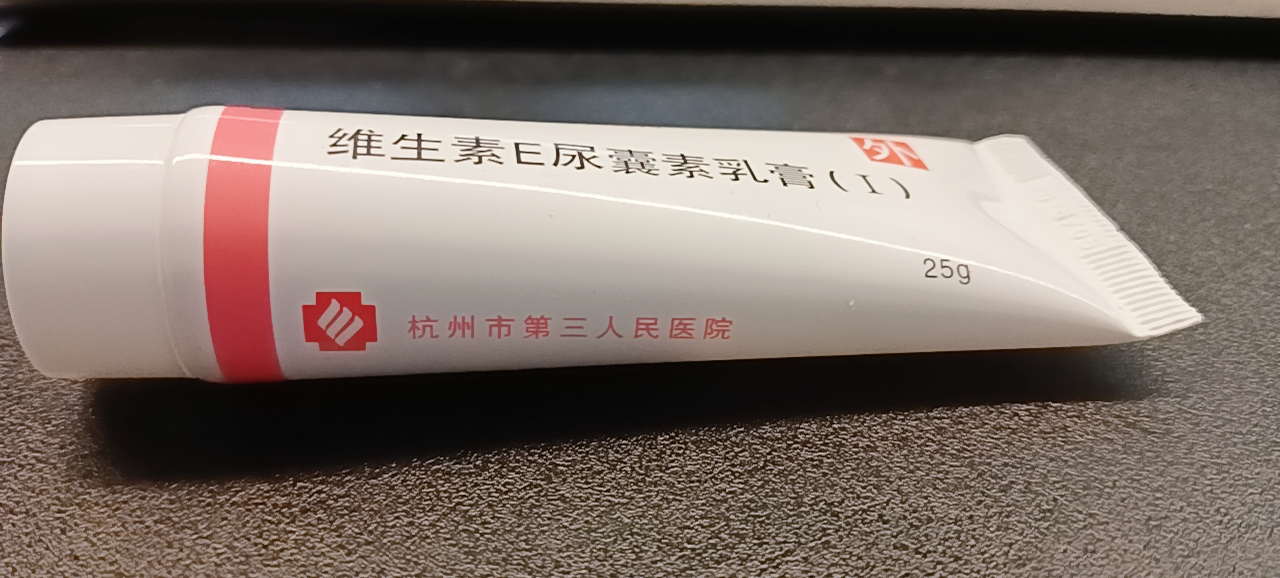 维生素E尿囊素乳膏(I)
外
25g
杭州市第三人民医院